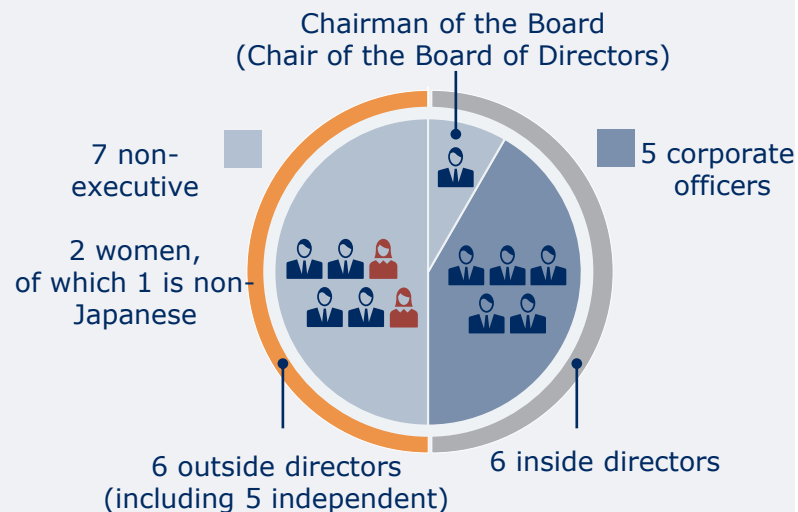 Chairman of the Board
(Chair of the Board of Directors)
7 non-
executive
5 corporate
officers
2 women,
of which 1 is non-
Japanese
6 outside directors
(including 5 independent)
6 inside directors